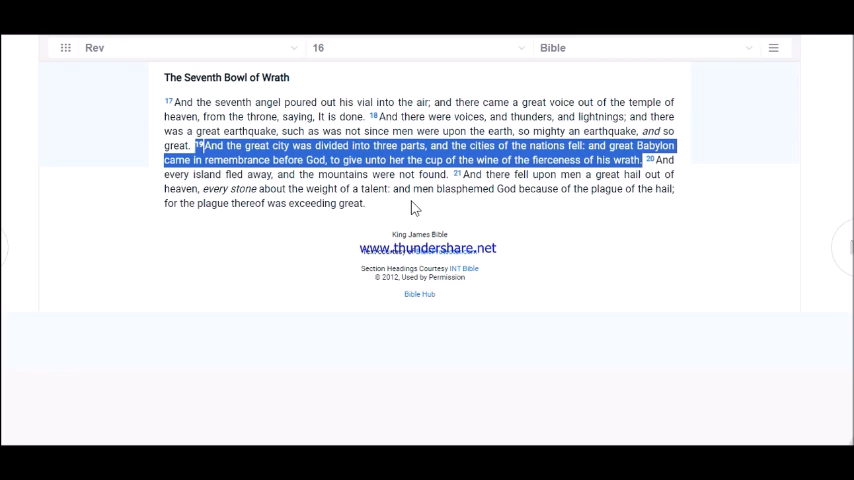 Rev 16 Bible
The Seventh Bowl of Wrath
17 And the seventh angel poured out his vial into the air; and there came a great voice out of the temple of
heaven, from the throne, saying, It is done. 18 And there were voices, and thunders, and lightnings; and there
was a great earthquake, such as was not since men were upon the earth, so mighty an earthquake, and so
great. 19 And the great city was divided into three parts, and the cities of the nations fell: and great Babylon
came in remembrance before God, to give unto her the cup of the wine of the fierceness of his wrath. 20 And
every island fled away, and the mountains were not found. 21 And there fell upon men a great hail out of
heaven, every stone about the weight of a talent: and men blasphemed God because of the plague of the hail;
for the plague thereof was exceeding great.
King James Bible
www.thundershare.net
Section Headings Courtesy INT Bible
© 2012, Used by Permission
Bible Hub